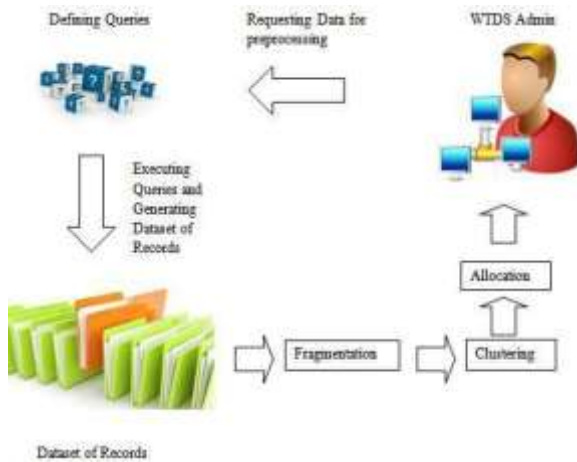 Defining Queries
Requesting Data for
preprocessing
WTDS Admin
Executing
Queries and
Generating
Dataset of
Records
Allocation
Fragmentation
Clustering
Dataset of Records